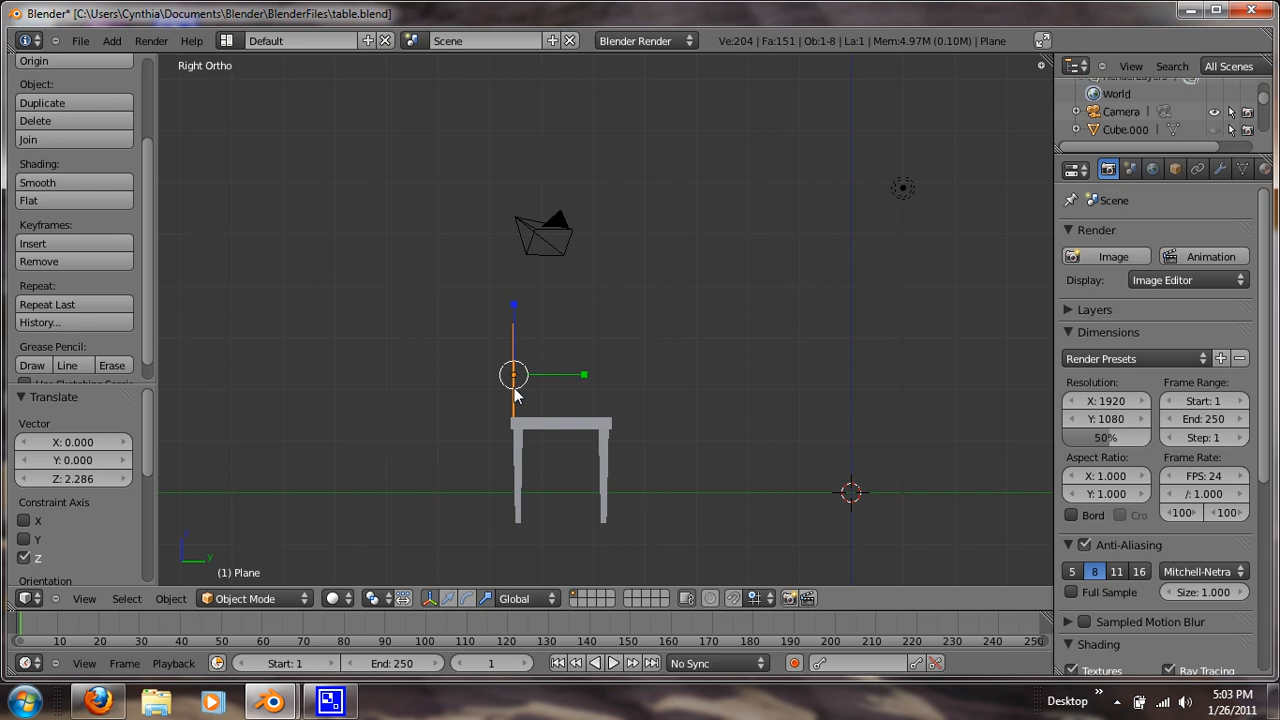 Blender* [C:\Users\Cynthia\Documents\Blender\BlenderFiles\table.blend]
File Add Render Help Default Scene Blender Render Ve:204 | Fa:151 | Ob:1-8 | La:1 | Mem:4.97M (0.10M) | Plane
Right Ortho
Origin
Object:
Duplicate
Delete
Join
Shading:
Smooth
Flat
Keyframes:
Insert
Remove
Repeat:
Repeat Last
History...
Grease Pencil:
Draw Line Erase
Translate
Vector
X: 0.000
Y: 0.000
Z: 2.286
Constraint Axis
X
Y
Z
Orientation
y
(1) Plane
View Select Object Object Mode Global
10 20 30 40 50 60 70 80 90 100 110 120 130 140 150 160 170 180 190 200 210 220 230 240 250
View Frame Playback Start: 1 End: 250 1 No Sync
View Search All Scenes
World
Camera
Cube.000
Scene
Render
Image Animation
Display: Image Editor
Layers
Dimensions
Render Presets
Resolution: Frame Range:
X: 1920 Start: 1
Y: 1080 End: 250
50% Step: 1
Aspect Ratio: Frame Rate:
X: 1.000 FPS: 24
Y: 1.000 /: 1.000
Bord Cro 100 100
Anti-Aliasing
5 8 11 16 Mitchell-Netra
Full Sample Size: 1.000
Sampled Motion Blur
Shading
Textures Ray Tracing
Desktop 5:03 PM
1/26/2011